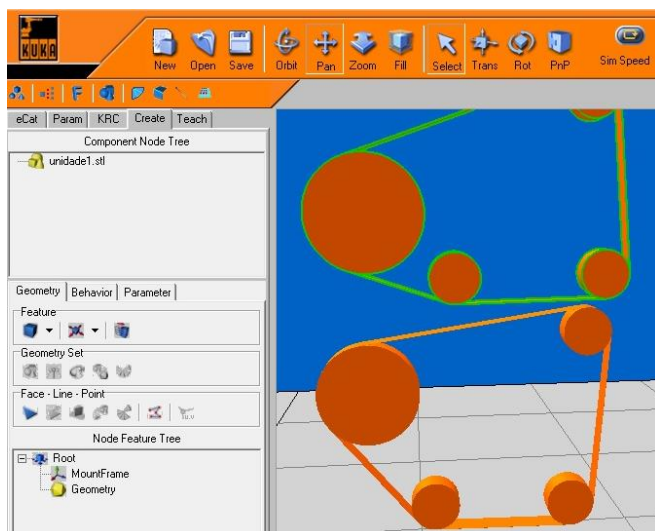 KUKA
New Open Save Orbit Pan Zoom Fill Select Trans Rot PnP Sim Speed
eCat Param KRC Create Teach
Component Node Tree
unidade1.stl
Geometry Behavior Parameter
Feature
Geometry Set
Face - Line - Point
Node Feature Tree
Root
MountFrame
Geometry